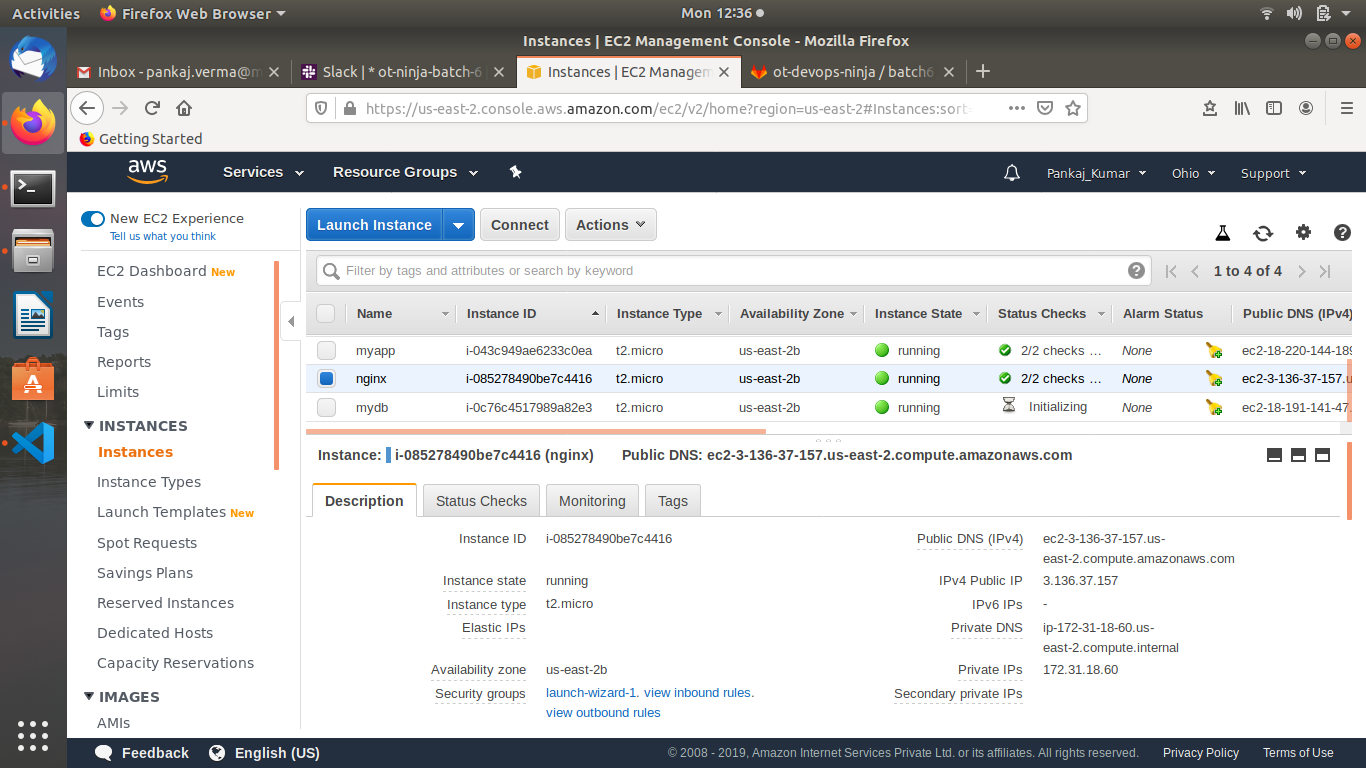 Activities Firefox Web Browser Mon 12:36
Instances | EC2 Management Console - Mozilla Firefox
Inbox - pankaj.verma@m Slack | * ot-ninja-batch-6 Instances | EC2 Managem ot-devops-ninja / batch6
https://us-east-2.console.aws.amazon.com/ec2/v2/home?region=us-east-2#Instances:sort=
Getting Started
aws Services Resource Groups Pankaj_Kumar Ohio Support
New EC2 Experience
Tell us what you think
Launch Instance Connect Actions
EC2 Dashboard New
Events
Tags
Reports
Limits
INSTANCES
Instances
Instance Types
Launch Templates New
Spot Requests
Savings Plans
Reserved Instances
Dedicated Hosts
Capacity Reservations
IMAGES
AMIs
Filter by tags and attributes or search by keyword 1 to 4 of 4
Name Instance ID Instance Type Availability Zone Instance State Status Checks Alarm Status Public DNS (IPv4)
myapp i-043c949ae6233c0ea t2.micro us-east-2b running 2/2 checks ... None ec2-18-220-144-189
nginx i-085278490be7c4416 t2.micro us-east-2b running 2/2 checks ... None ec2-3-136-37-157.u
mydb i-0c76c4517989a82e3 t2.micro us-east-2b running Initializing None ec2-18-191-141-47.
Instance: i-085278490be7c4416 (nginx) Public DNS: ec2-3-136-37-157.us-east-2.compute.amazonaws.com
Description Status Checks Monitoring Tags
Instance ID i-085278490be7c4416
Instance state running
Instance type t2.micro
Elastic IPs
Availability zone us-east-2b
Security groups launch-wizard-1. view inbound rules.
view outbound rules
Public DNS (IPv4) ec2-3-136-37-157.us-
east-2.compute.amazonaws.com
IPv4 Public IP 3.136.37.157
IPv6 IPs -
Private DNS ip-172-31-18-60.us-
east-2.compute.internal
Private IPs 172.31.18.60
Secondary private IPs
Feedback English (US) © 2008 - 2019, Amazon Internet Services Private Ltd. or its affiliates. All rights reserved. Privacy Policy Terms of Use